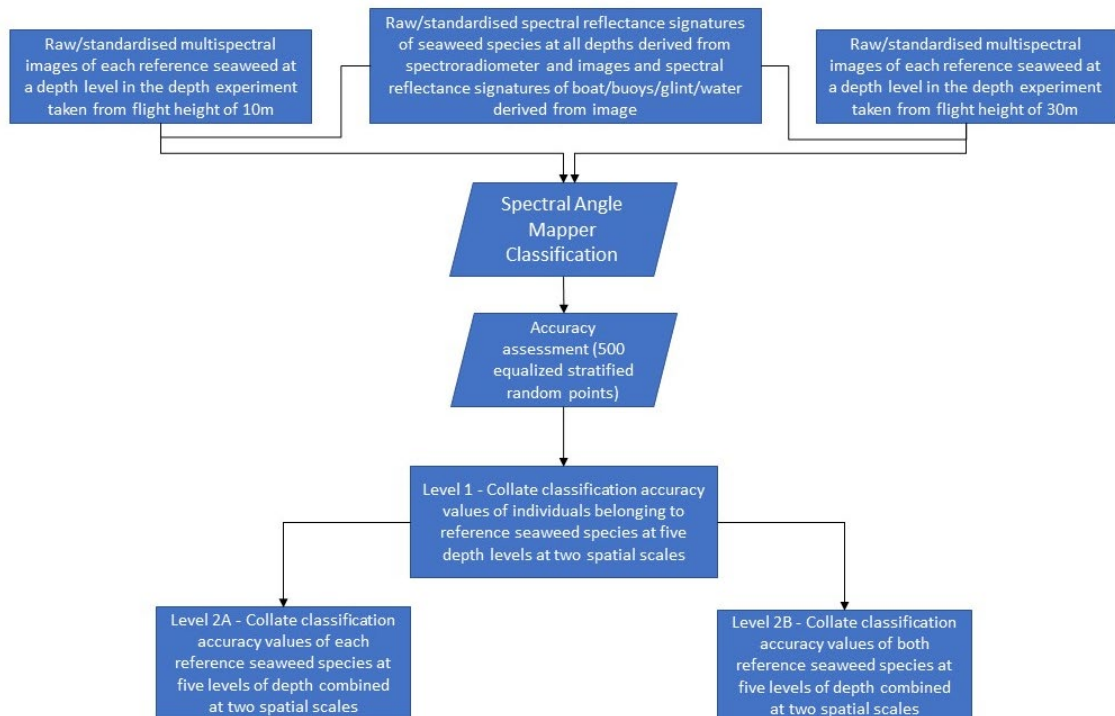 Raw/standardised multispectral
images of each reference seaweed at
a depth level in the depth experiment
taken from flight height of 10m
Raw/standardised spectral reflectance signatures
of seaweed species at all depths derived from
spectroradiometer and images and spectral
reflectance signatures of boat/buoys/glint/water
derived from image
Raw/standardised multispectral
images of each reference seaweed at
a depth level in the depth experiment
taken from flight height of 30m
Spectral Angle
Mapper
Classification
Accuracy
assessment (500
equalized stratified
random points)
Level 1 - Collate classification accuracy
values of individuals belonging to
reference seaweed species at five
depth levels at two spatial scales
Level 2A - Collate classification
accuracy values of each
reference seaweed species at
five levels of depth combined
at two spatial scales
Level 2B - Collate classification
accuracy values of both
reference seaweed species at
five levels of depth combined
at two spatial scales